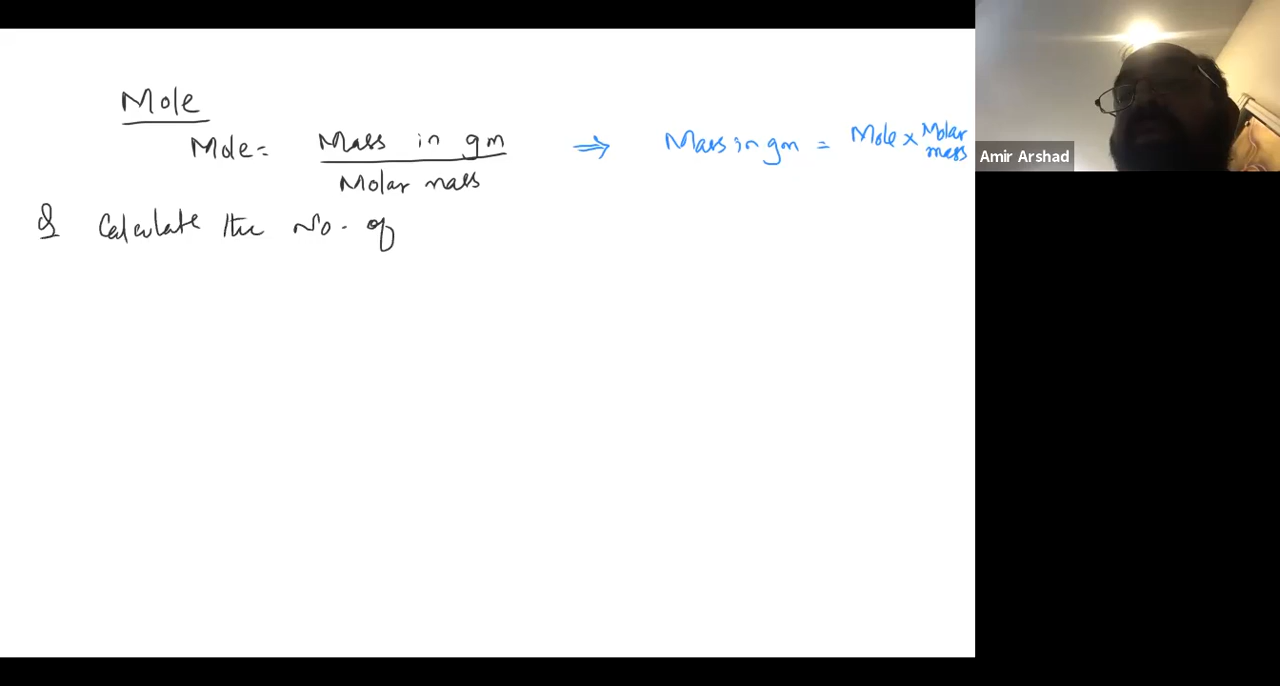 Mole
Mole = Mass in gm / Molar mass ⇒ Mass in gm = Mole × Molar mass
Q Calculate the No. of
Amir Arshad